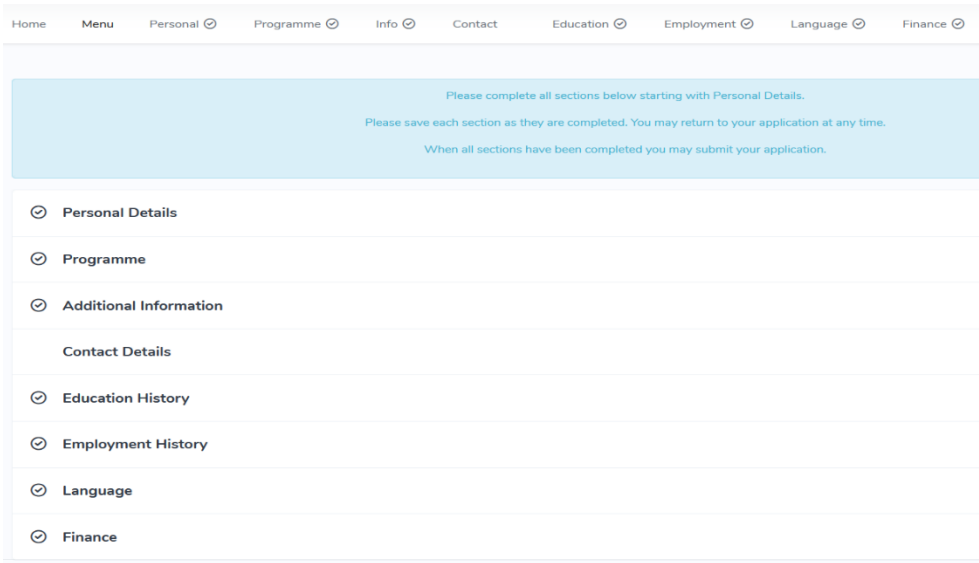 Home Menu Personal Programme Info Contact Education Employment Language Finance
Please complete all sections below starting with Personal Details.
Please save each section as they are completed. You may return to your application at any time.
When all sections have been completed you may submit your application.
Personal Details
Programme
Additional Information
Contact Details
Education History
Employment History
Language
Finance